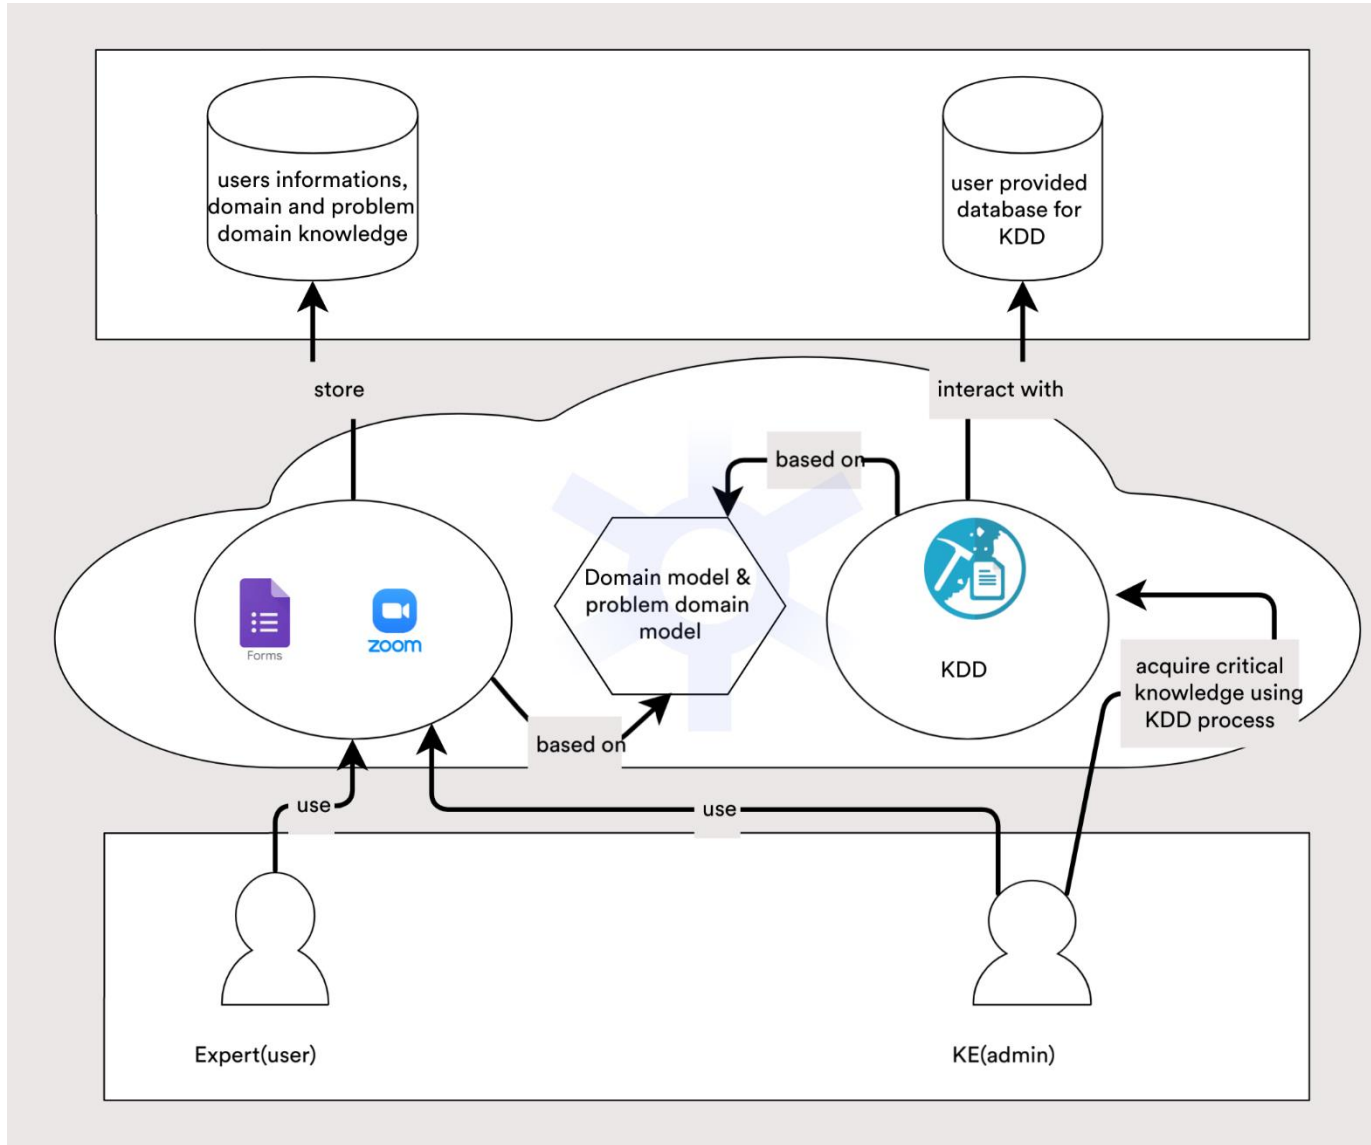 users informations,
domain and problem
domain knowledge
user provided
database for
KDD
store
interact with
based on
Domain model &
problem domain
model
Forms
zoom
KDD
acquire critical
knowledge using
KDD process
based on
use
use
Expert(user)
KE(admin)